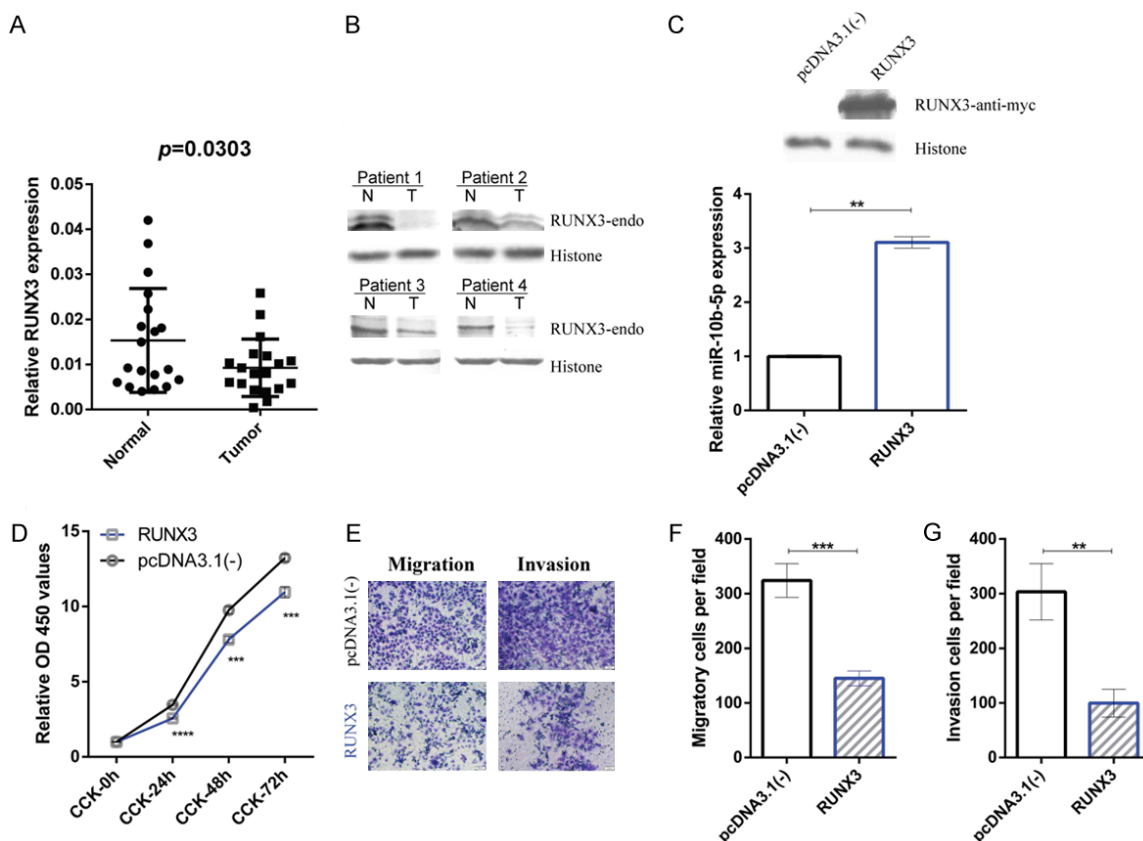 A
p=0.0303
Relative RUNX3 expression
0.05
0.04
0.03
0.02
0.01
0.00
Normal
Tumor
B
Patient 1 Patient 2
N T N T
RUNX3-endo
Histone
Patient 3 Patient 4
N T N T
RUNX3-endo
Histone
C
pcDNA3.1(-)
RUNX3
RUNX3-anti-myc
Histone
Relative miR-10b-5p expression
4
3
2
1
0
**
pcDNA3.1(-)
RUNX3
D
RUNX3
pcDNA3.1(-)
Relative OD 450 values
15
10
5
0
****
***
***
CCK-0h
CCK-24h
CCK-48h
CCK-72h
E
Migration Invasion
pcDNA3.1(-)
RUNX3
F
Migratory cells per field
400
300
200
100
0
***
pcDNA3.1(-)
RUNX3
G
Invasion cells per field
400
300
200
100
0
**
pcDNA3.1(-)
RUNX3